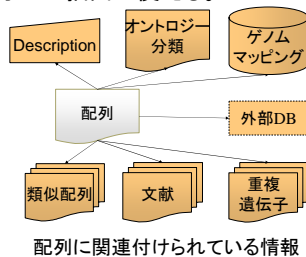 Description
オントロジー
分類
ゲノム
マッピング
配列
外部DB
類似配列
文献
重複
遺伝子
配列に関連付けられている情報